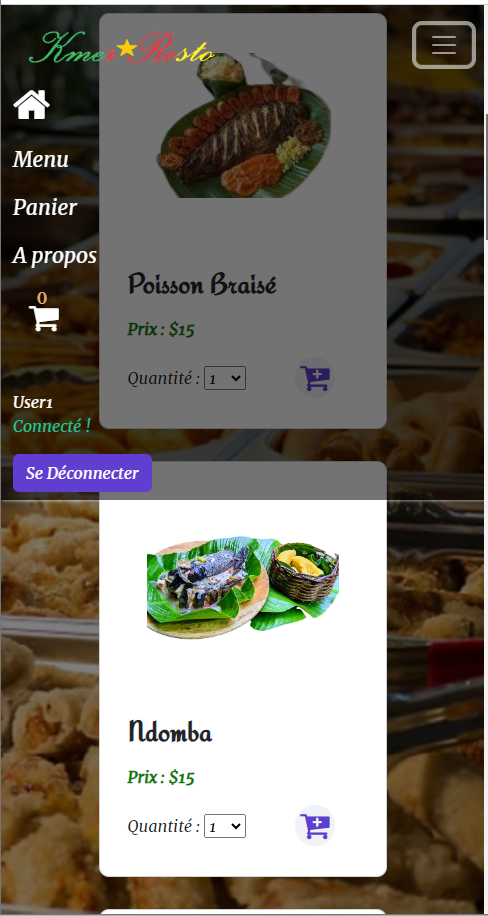 Kmer Resto
Menu
Panier
A propos
0
User1
Connecté !
Se Déconnecter
Poisson Braisé
Prix : $15
Quantité : 1
Ndomba
Prix : $15
Quantité : 1